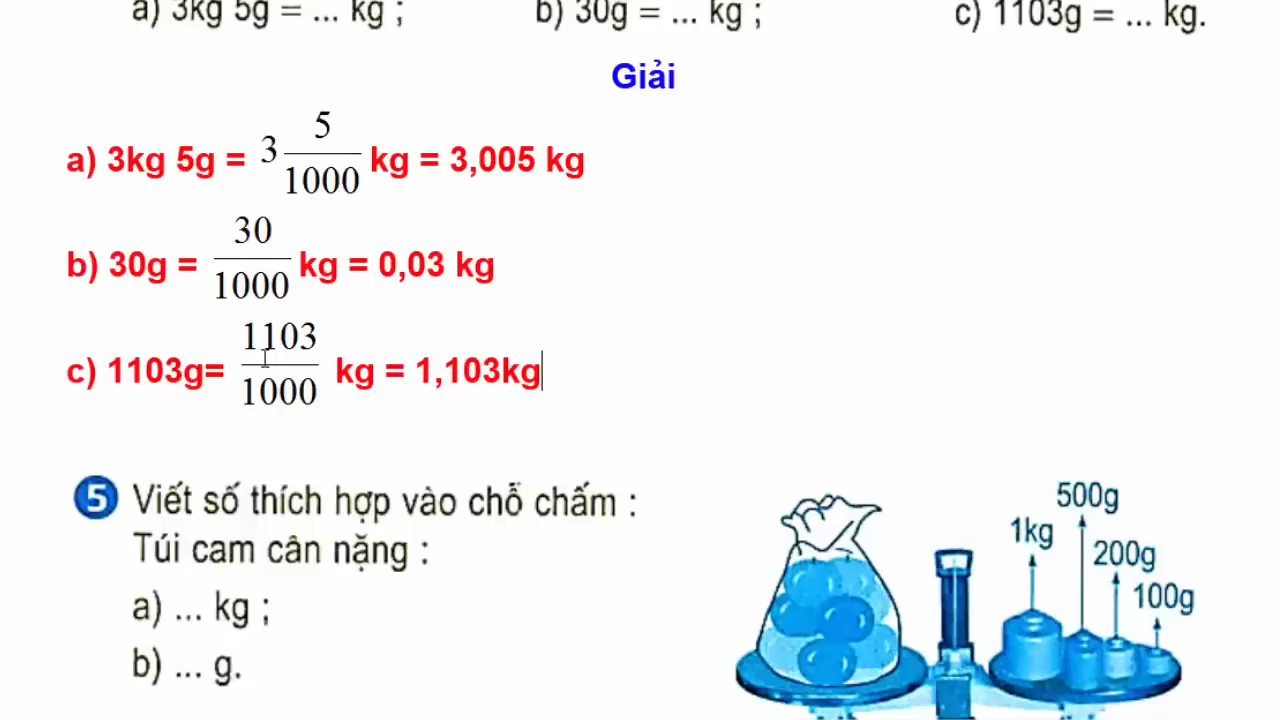 a) 3kg 5g = ... kg ; b) 30g = ... kg ; c) 1103g = ... kg.
Giải
a) 3kg 5g = 3 5/1000 kg = 3,005 kg
b) 30g = 30/1000 kg = 0,03 kg
c) 1103g= 1103/1000 kg = 1,103kg
5 Viết số thích hợp vào chỗ chấm :
Túi cam cân nặng :
a) ... kg ;
b) ... g.
500g
1kg
200g
100g